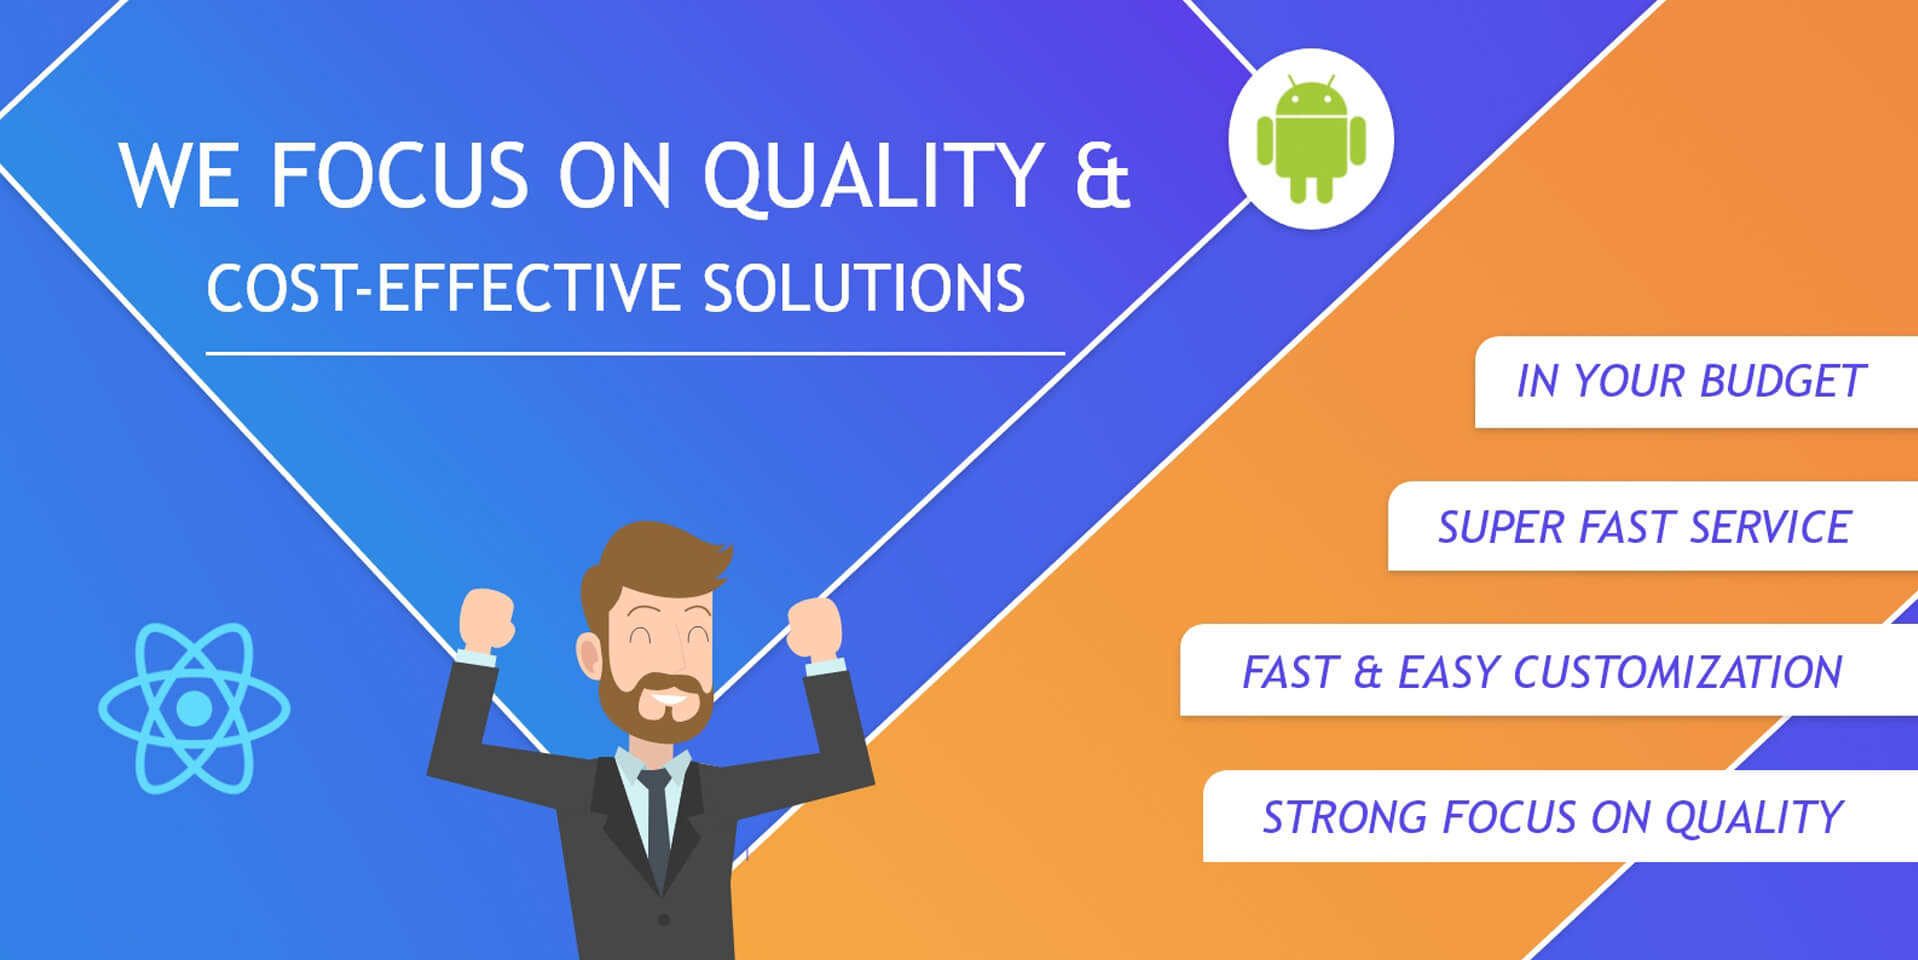 WE FOCUS ON QUALITY &
COST-EFFECTIVE SOLUTIONS
IN YOUR BUDGET
SUPER FAST SERVICE
FAST & EASY CUSTOMIZATION
STRONG FOCUS ON QUALITY